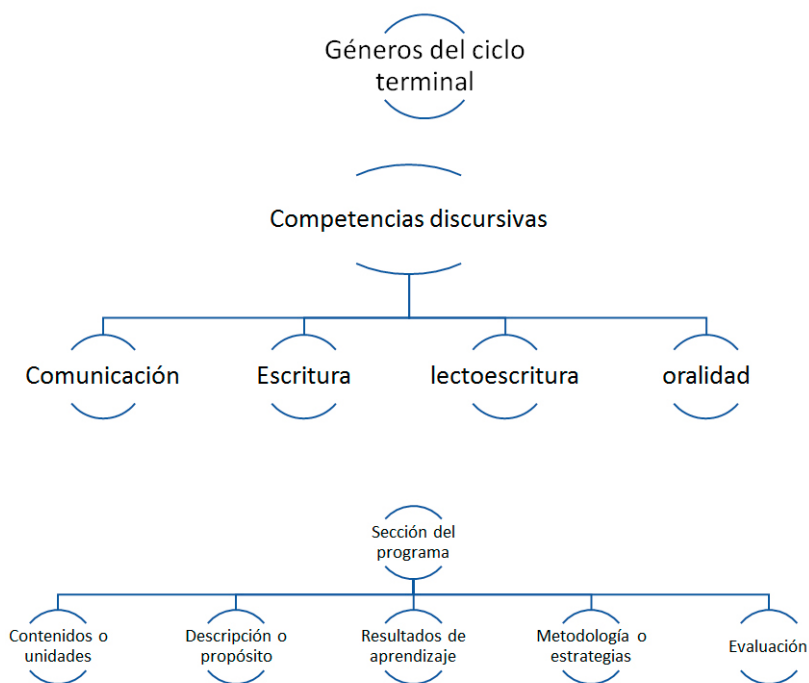 Géneros del ciclo
terminal
Competencias discursivas
Comunicación
Escritura
lectoescritura
oralidad
Sección del
programa
Contenidos o
unidades
Descripción o
propósito
Resultados de
aprendizaje
Metodología o
estrategias
Evaluación